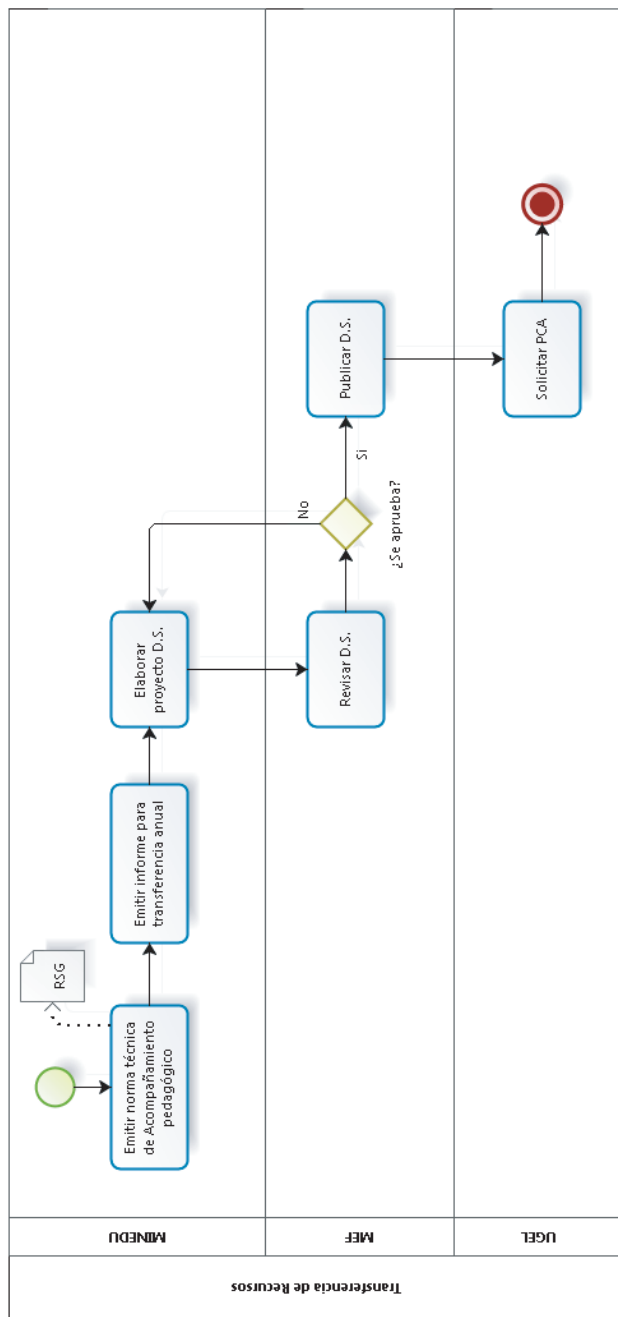 Transferencia de Recursos
MINEDU
MEF
UGEL
Emitir norma técnica
de Acompañamiento
pedagógico
RSG
Emitir informe para
transferencia anual
Elaborar
proyecto D.S.
Revisar D.S.
¿Se aprueba?
No
Si
Publicar D.S.
Solicitar PCA